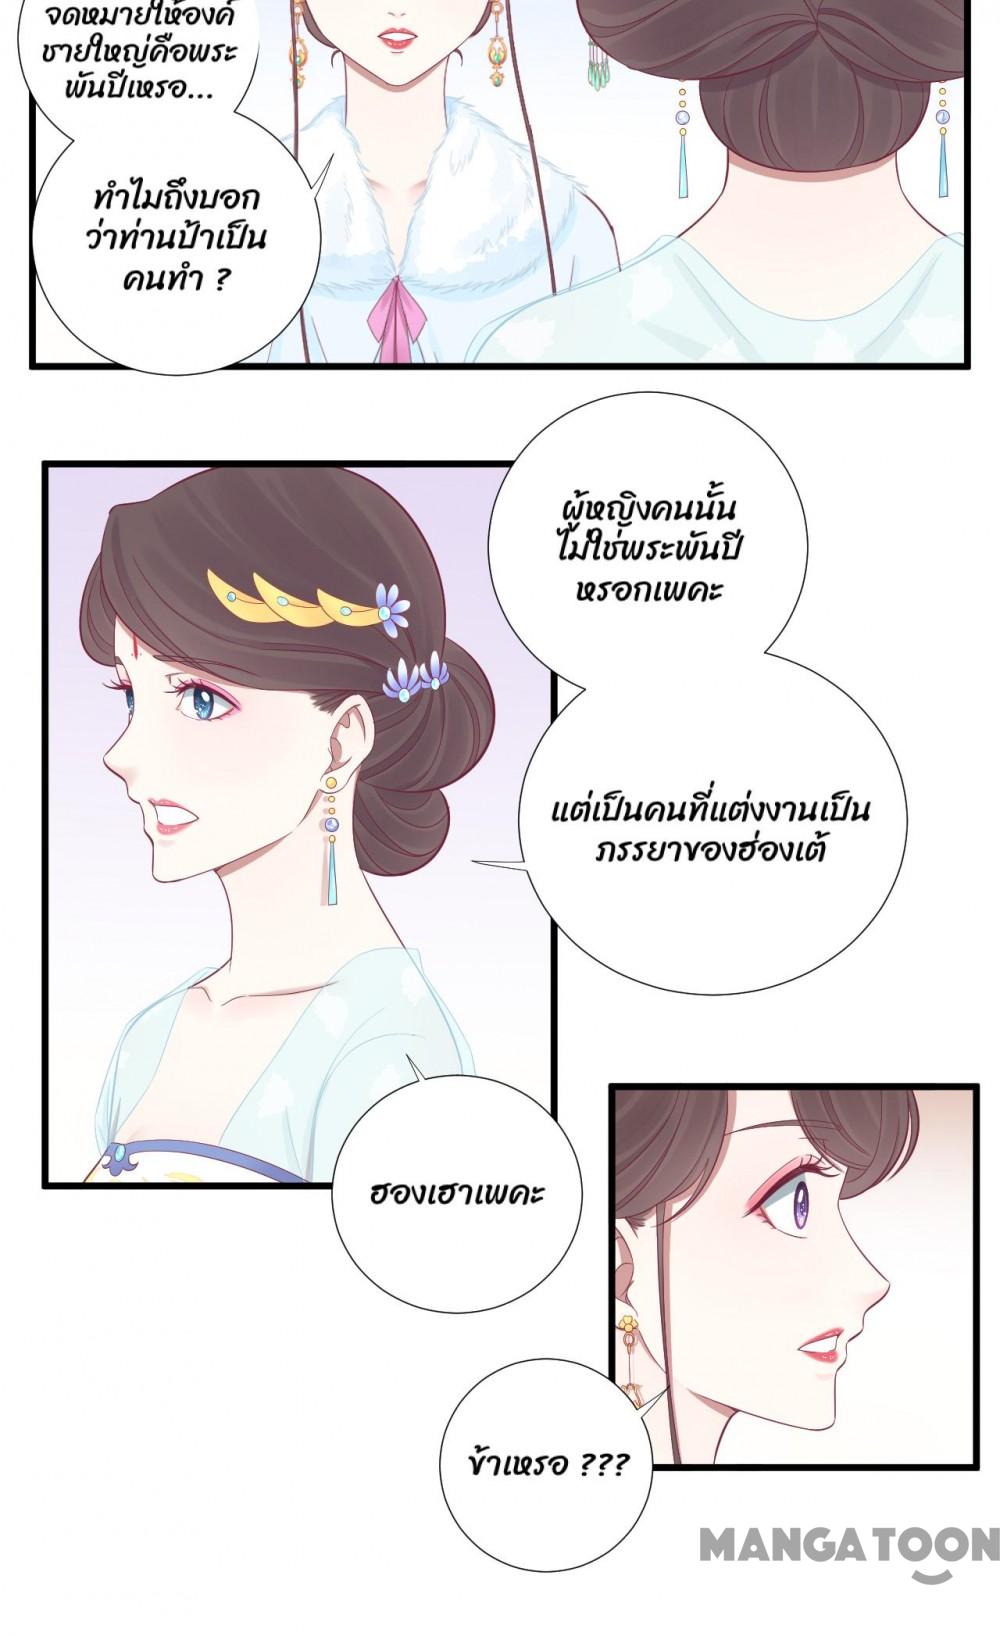 จดหมายให้องค์
ชายใหญ่คือพระ
พันปีเหรอ...
ทำไมถึงบอก
ว่าท่านป้าเป็น
คนทำ ?
ผู้หญิงคนนั้น
ไม่ใช่พระพันปี
หรอกเพคะ
แต่เป็นคนที่แต่งงานเป็น
ภรรยาของฮ่องเต้
ฮองเฮาเพคะ
ข้าเหรอ ???
MANGATOON